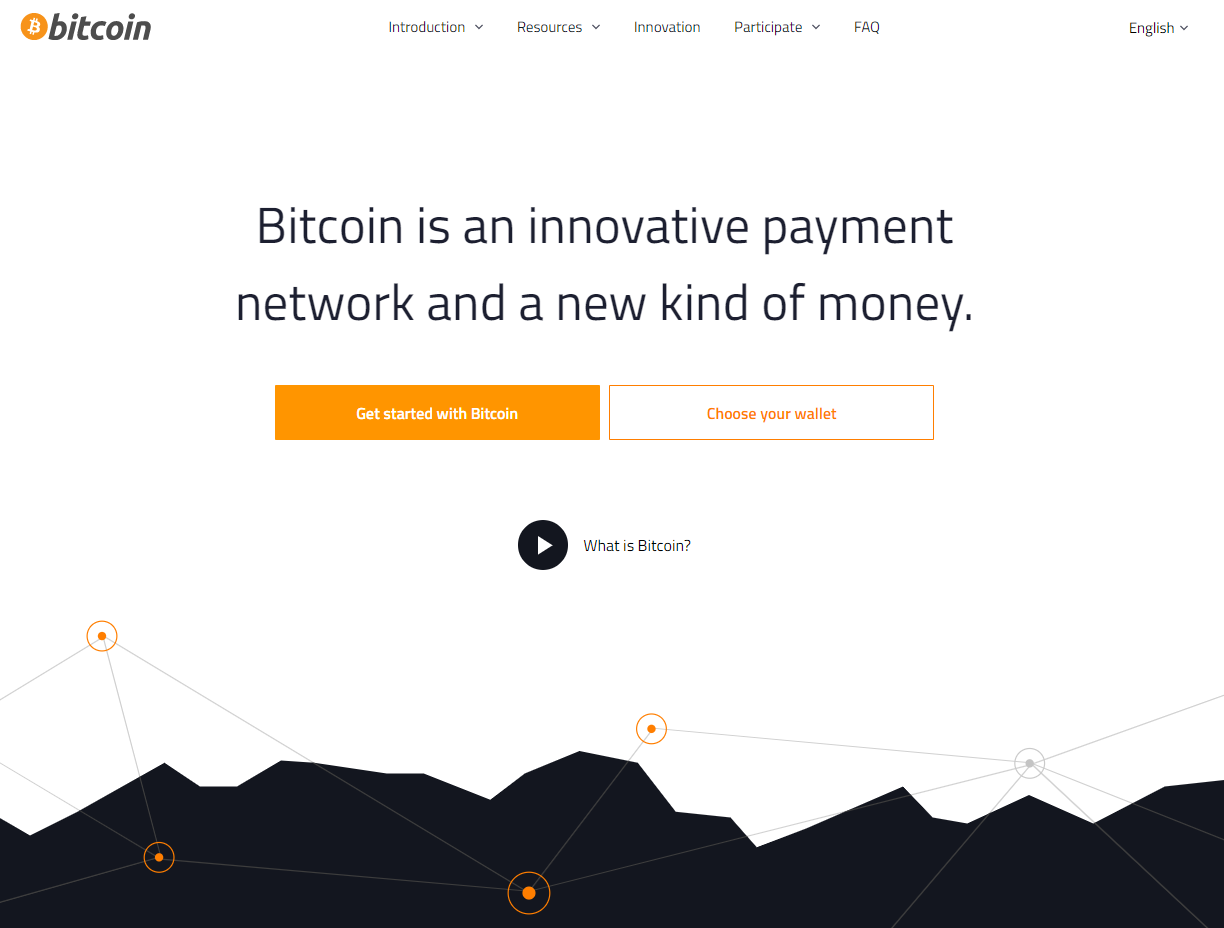 bitcoin
Introduction
Resources
Innovation
Participate
FAQ
English
Bitcoin is an innovative payment
network and a new kind of money.
Get started with Bitcoin
Choose your wallet
What is Bitcoin?